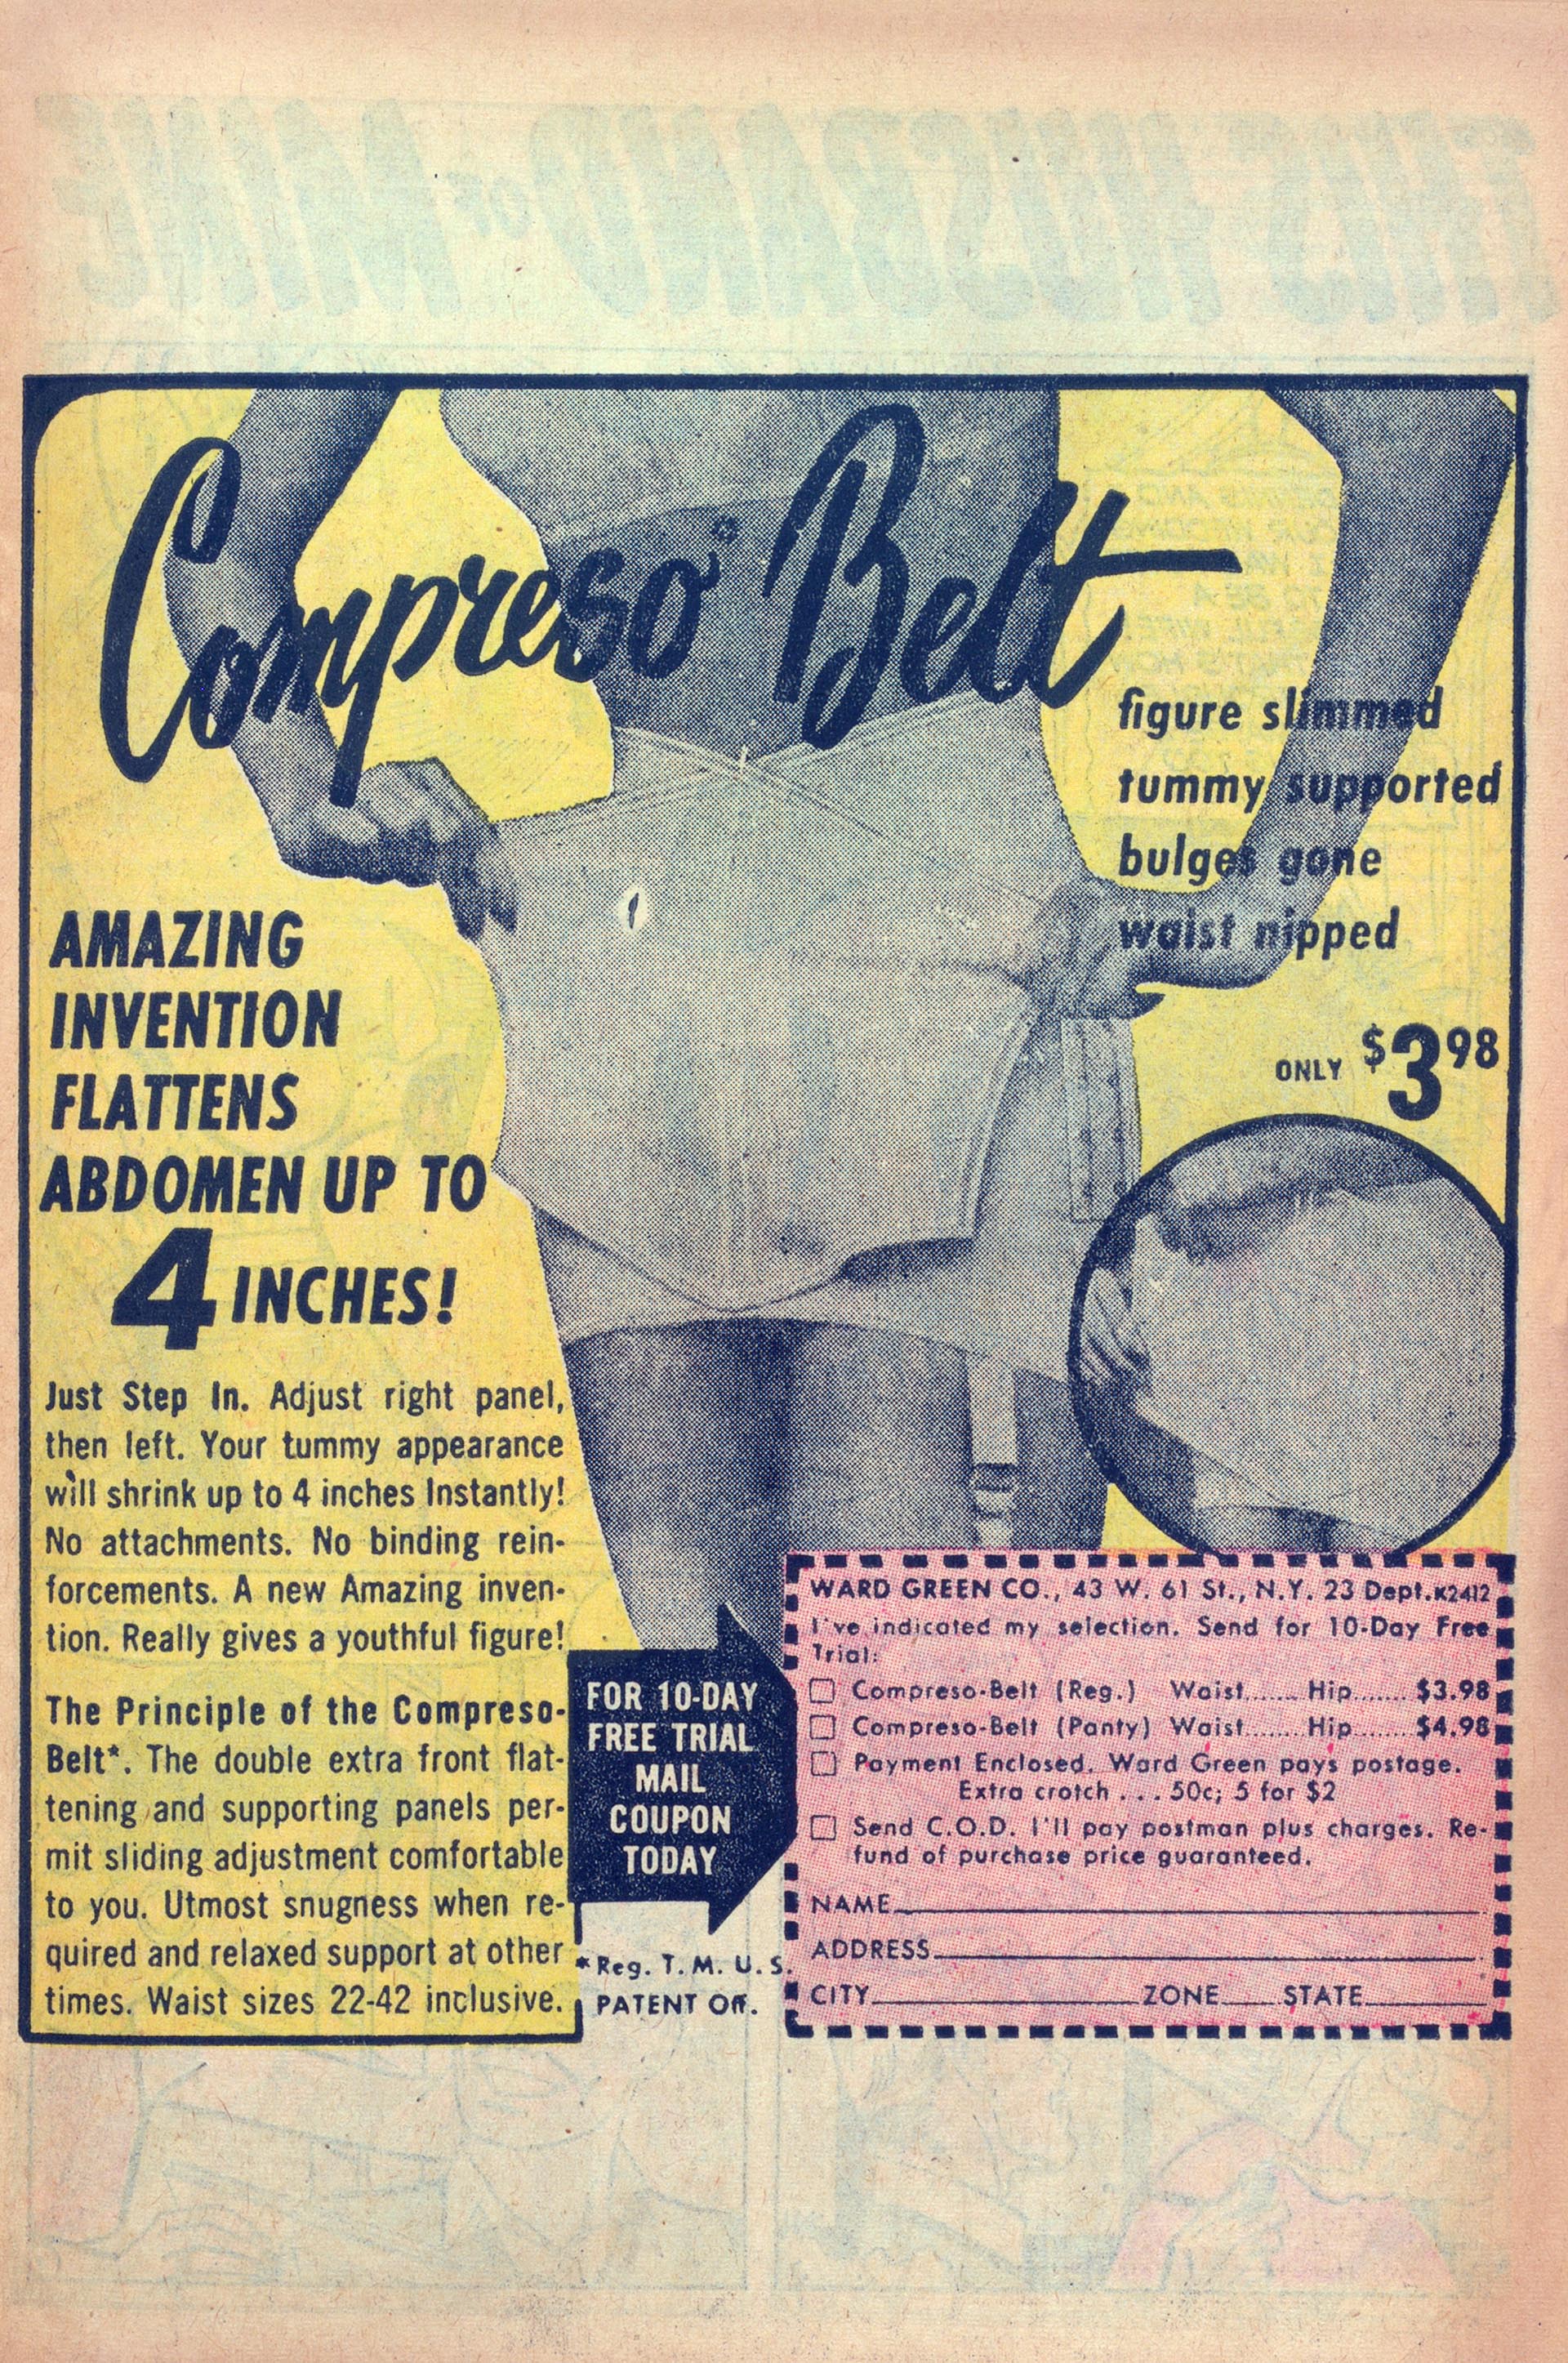 Compreso* Belt
figure slimmed
tummy supported
bulges gone
waist nipped
ONLY $3 98
AMAZING
INVENTION
FLATTENS
ABDOMEN UP TO
4 INCHES!
Just Step In. Adjust right panel,
then left. Your tummy appearance
will shrink up to 4 inches Instantly!
No attachments. No binding rein-
forcements. A new Amazing inven-
tion. Really gives a youthful figure!
The Principle of the Compreso-
Belt*. The double extra front flat-
tening and supporting panels per-
mit sliding adjustment comfortable
to you. Utmost snugness when re-
quired and relaxed support at other
times. Waist sizes 22-42 inclusive.
FOR 10-DAY
FREE TRIAL
MAIL
COUPON
TODAY
*Reg. T. M. U. S.
PATENT Off.
WARD GREEN CO., 43 W. 61 St., N.Y. 23 Dept.K2412
I've indicated my selection. Send for 10-Day Free
Trial:
Compreso-Belt (Reg.) Waist....... Hip....... $3.98
Compreso-Belt (Panty) Waist....... Hip....... $4.98
Payment Enclosed. Ward Green pays postage.
Extra crotch . . . 50c; 5 for $2
Send C.O.D. I'll pay postman plus charges. Re-
fund of purchase price guaranteed.
NAME
ADDRESS
CITY ZONE STATE